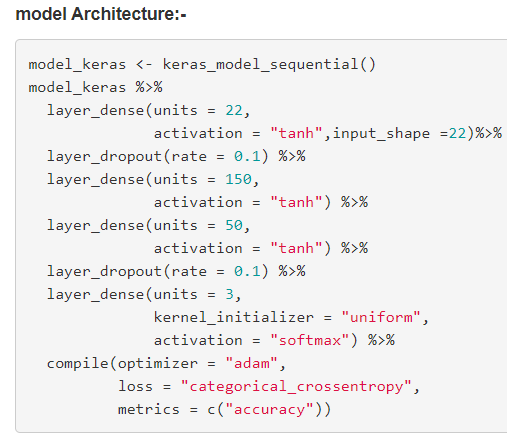 model Architecture:-
model_keras <- keras_model_sequential()
model_keras %>%
  layer_dense(units = 22,
              activation = "tanh",input_shape =22)%>%
  layer_dropout(rate = 0.1) %>%
  layer_dense(units = 150,
              activation = "tanh") %>%
  layer_dense(units = 50,
              activation = "tanh") %>%
  layer_dropout(rate = 0.1) %>%
  layer_dense(units = 3,
              kernel_initializer = "uniform",
              activation = "softmax") %>%
  compile(optimizer = "adam",
          loss = "categorical_crossentropy",
          metrics = c("accuracy"))